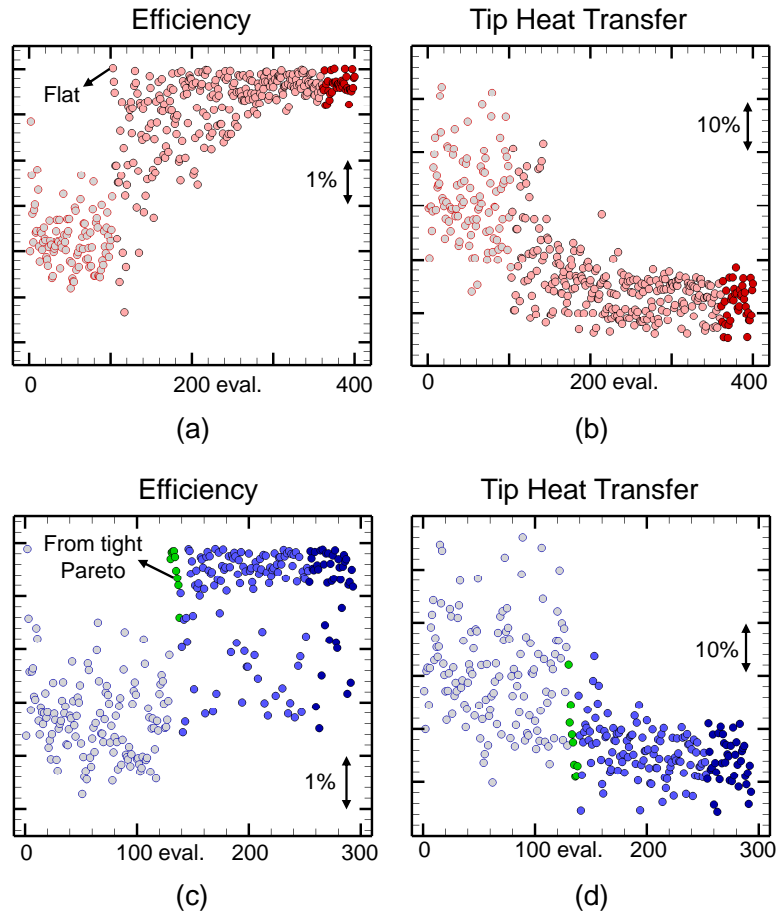 Efficiency
Tip Heat Transfer
Flat
1%
10%
0
200 eval.
400
0
200 eval.
400
(a)
(b)
Efficiency
Tip Heat Transfer
From tight
Pareto
1%
10%
0
100 eval.
200
300
0
100
200 eval.
300
(c)
(d)